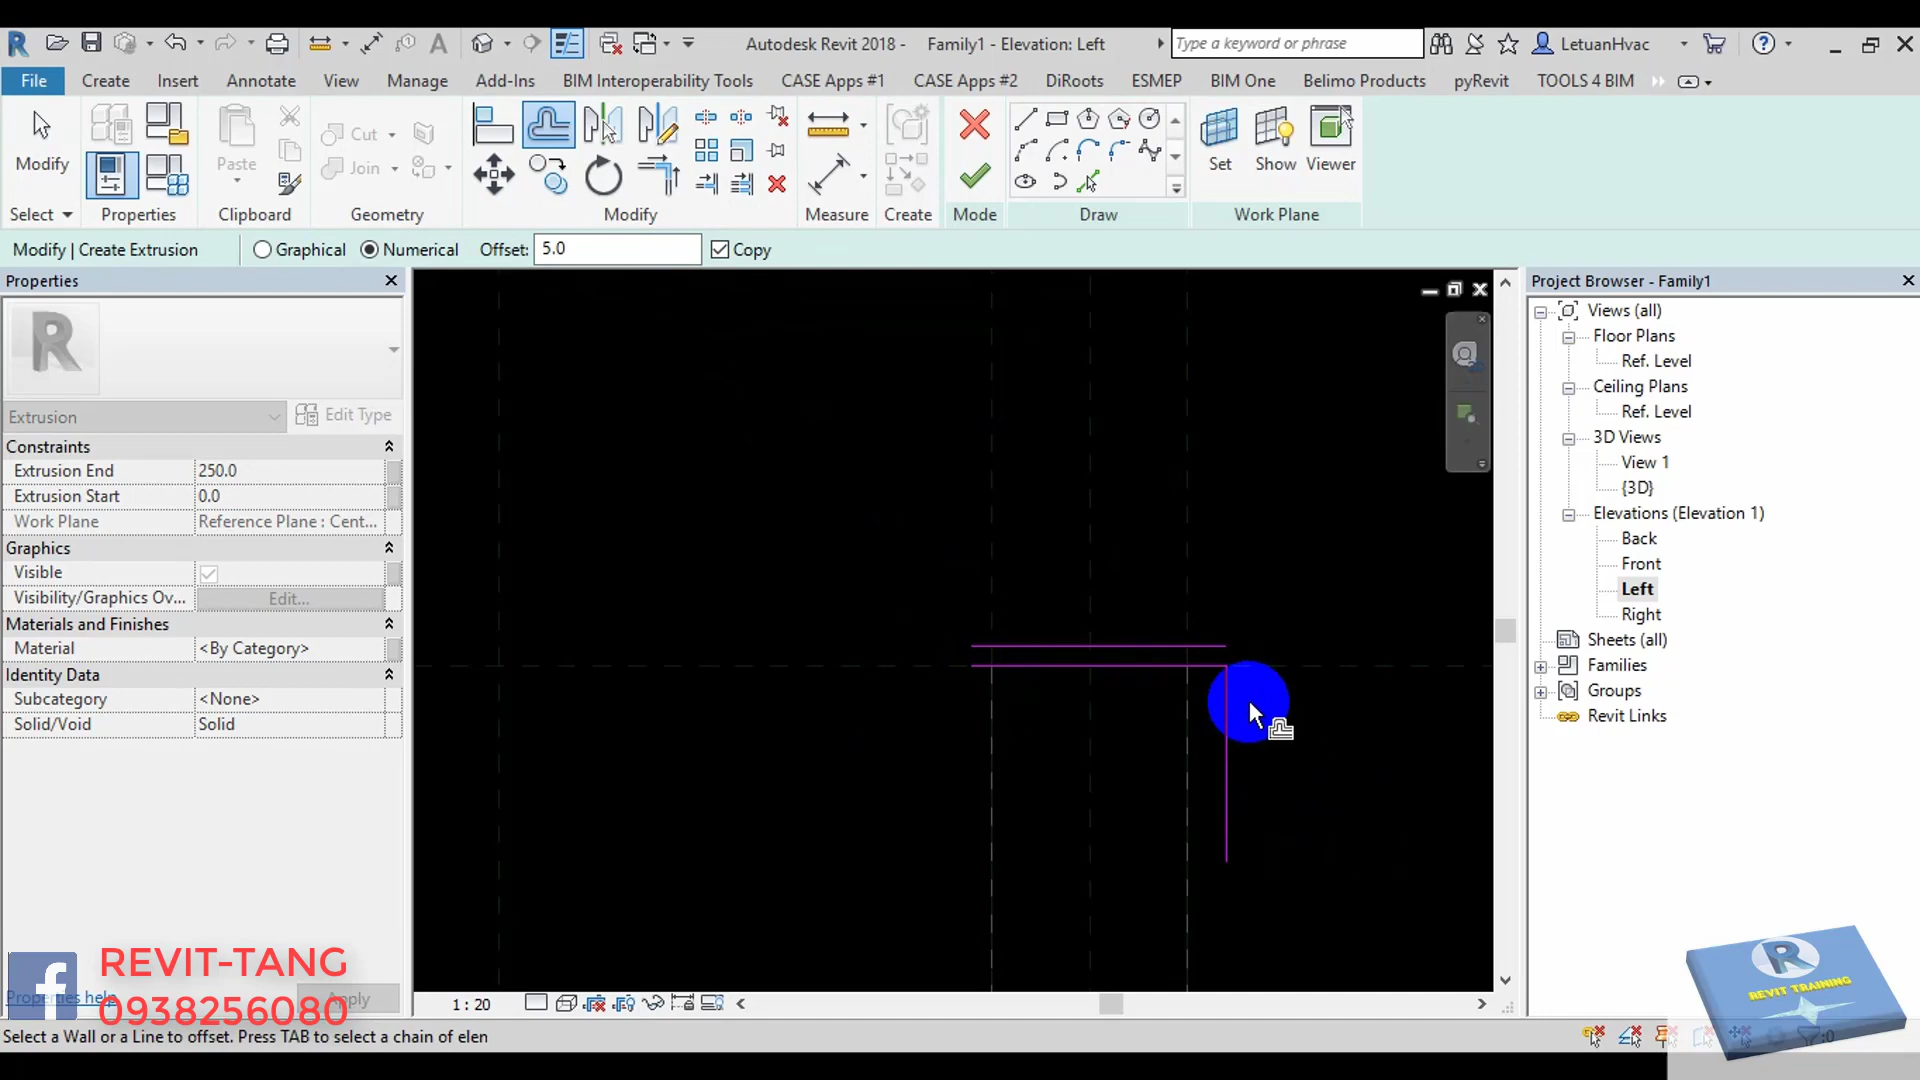 Autodesk Revit 2018 - Family1 - Elevation: Left
Type a keyword or phrase
LetuanHvac
File Create Insert Annotate View Manage Add-Ins BIM Interoperability Tools CASE Apps #1 CASE Apps #2 DiRoots ESMEP BIM One Belimo Products pyRevit TOOLS 4 BIM
Modify
Paste
Cut
Join
Set Show Viewer
Select Properties Clipboard Geometry Modify Measure Create Mode Draw Work Plane
Modify | Create Extrusion Graphical Numerical Offset: 5.0 Copy
Properties
R
Extrusion
Edit Type
Constraints
Extrusion End 250.0
Extrusion Start 0.0
Work Plane Reference Plane : Cent...
Graphics
Visible
Visibility/Graphics Ov... Edit...
Materials and Finishes
Material <By Category>
Identity Data
Subcategory <None>
Solid/Void Solid
Properties help
Apply
REVIT-TANG
0938256080
Project Browser - Family1
Views (all)
Floor Plans
Ref. Level
Ceiling Plans
Ref. Level
3D Views
View 1
{3D}
Elevations (Elevation 1)
Back
Front
Left
Right
Sheets (all)
Families
Groups
Revit Links
1 : 20
R
REVIT TRAINING
Select a Wall or a Line to offset. Press TAB to select a chain of elen
:0